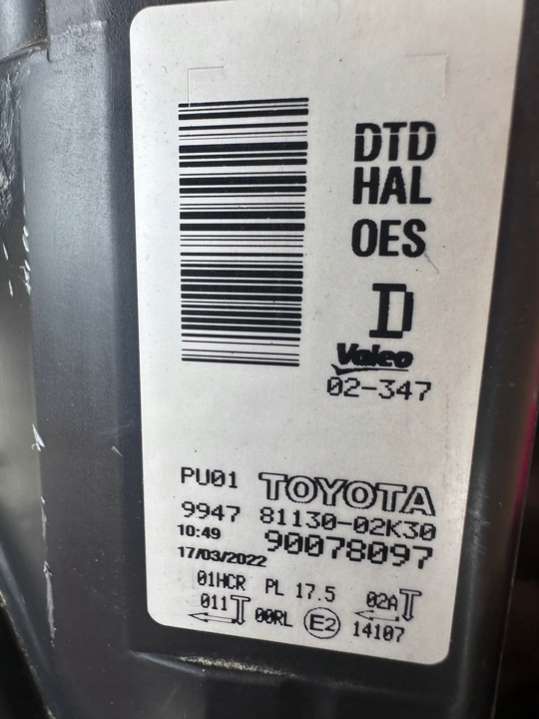 DTD
HAL
OES
D
Valeo
02-347
PU01 TOYOTA
9947 81130-02K30
10:49 90078097
17/03/2022
01HCR PL 17.5 02A
011 00RL E2 14107